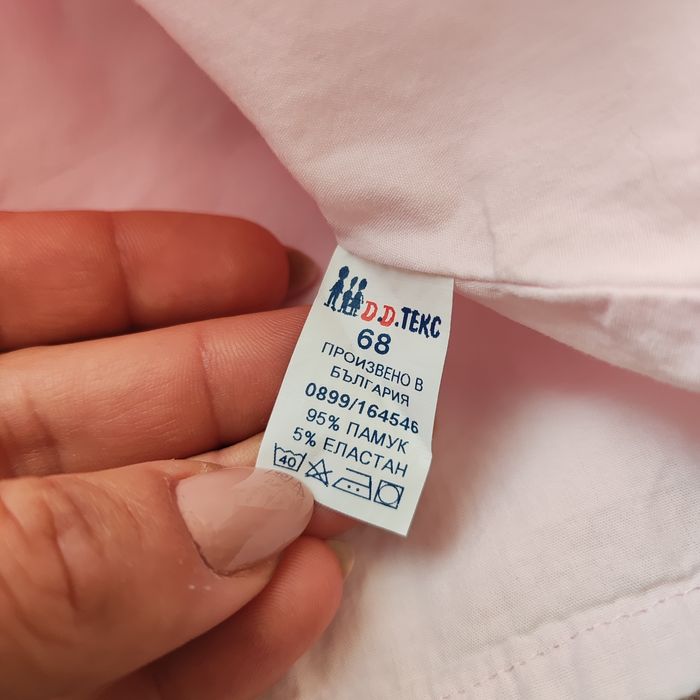 Д.Д.ТЕКС
68
ПРОИЗВЕНО В
БЪЛГАРИЯ
0899/164546
95% ПАМУК
5% ЕЛАСТАН
40